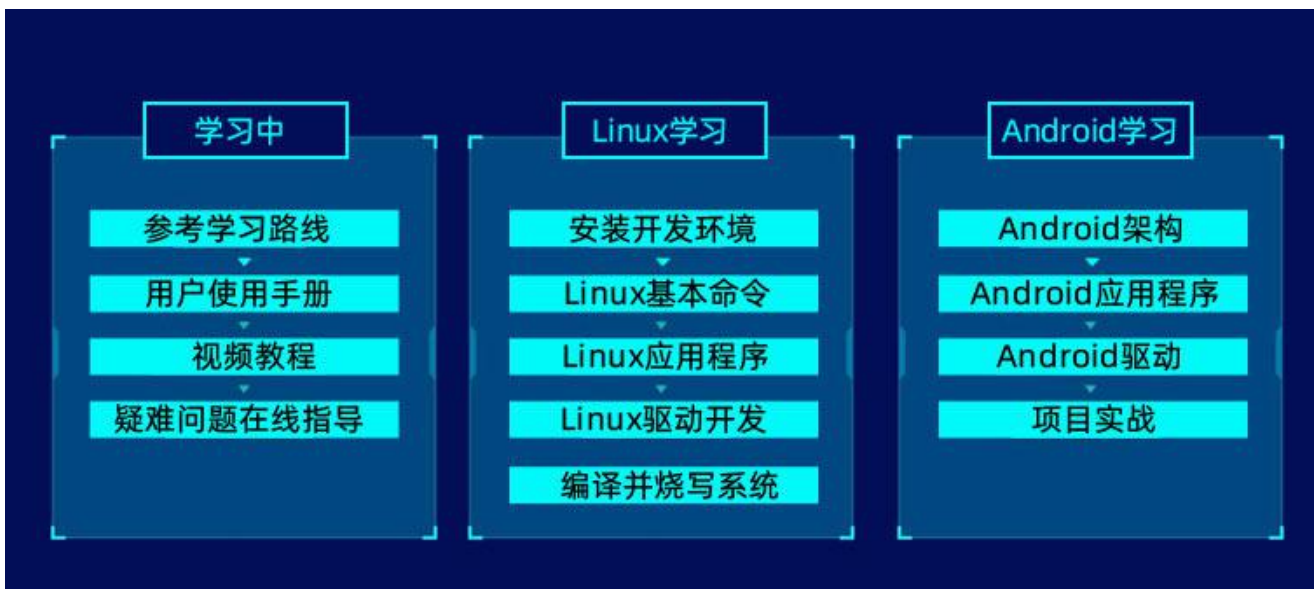 学习中
参考学习路线
用户使用手册
视频教程
疑难问题在线指导
Linux学习
安装开发环境
Linux基本命令
Linux应用程序
Linux驱动开发
编译并烧写系统
Android学习
Android架构
Android应用程序
Android驱动
项目实战